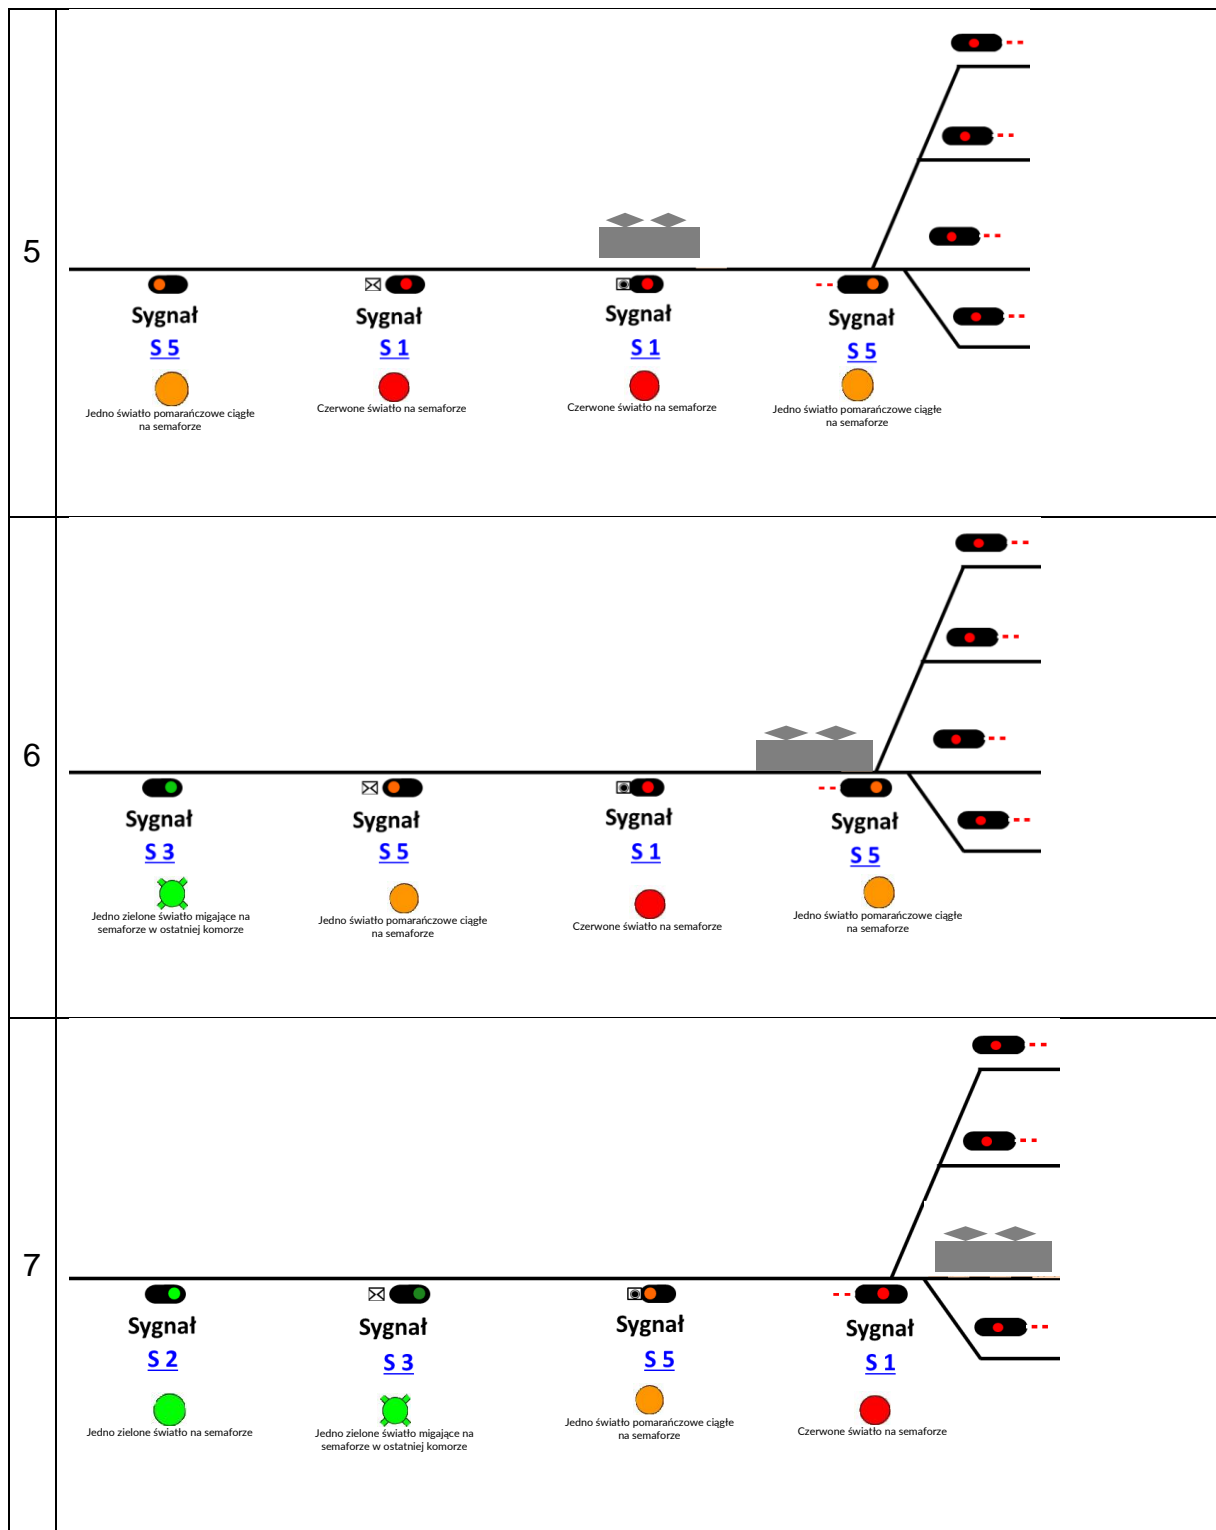 5
Sygnał Sygnał Sygnał Sygnał
S 5 S 1 S 1 S 5
Jedno światło pomarańczowe ciągłe
na semaforze
Czerwone światło na semaforze
Czerwone światło na semaforze
Jedno światło pomarańczowe ciągłe
na semaforze
6
Sygnał Sygnał Sygnał Sygnał
S 3 S 5 S 1 S 5
Jedno zielone światło migające na
semaforze w ostatniej komorze
Jedno światło pomarańczowe ciągłe
na semaforze
Czerwone światło na semaforze
Jedno światło pomarańczowe ciągłe
na semaforze
7
Sygnał Sygnał Sygnał Sygnał
S 2 S 3 S 5 S 1
Jedno zielone światło na semaforze
Jedno zielone światło migające na
semaforze w ostatniej komorze
Jedno światło pomarańczowe ciągłe
na semaforze
Czerwone światło na semaforze